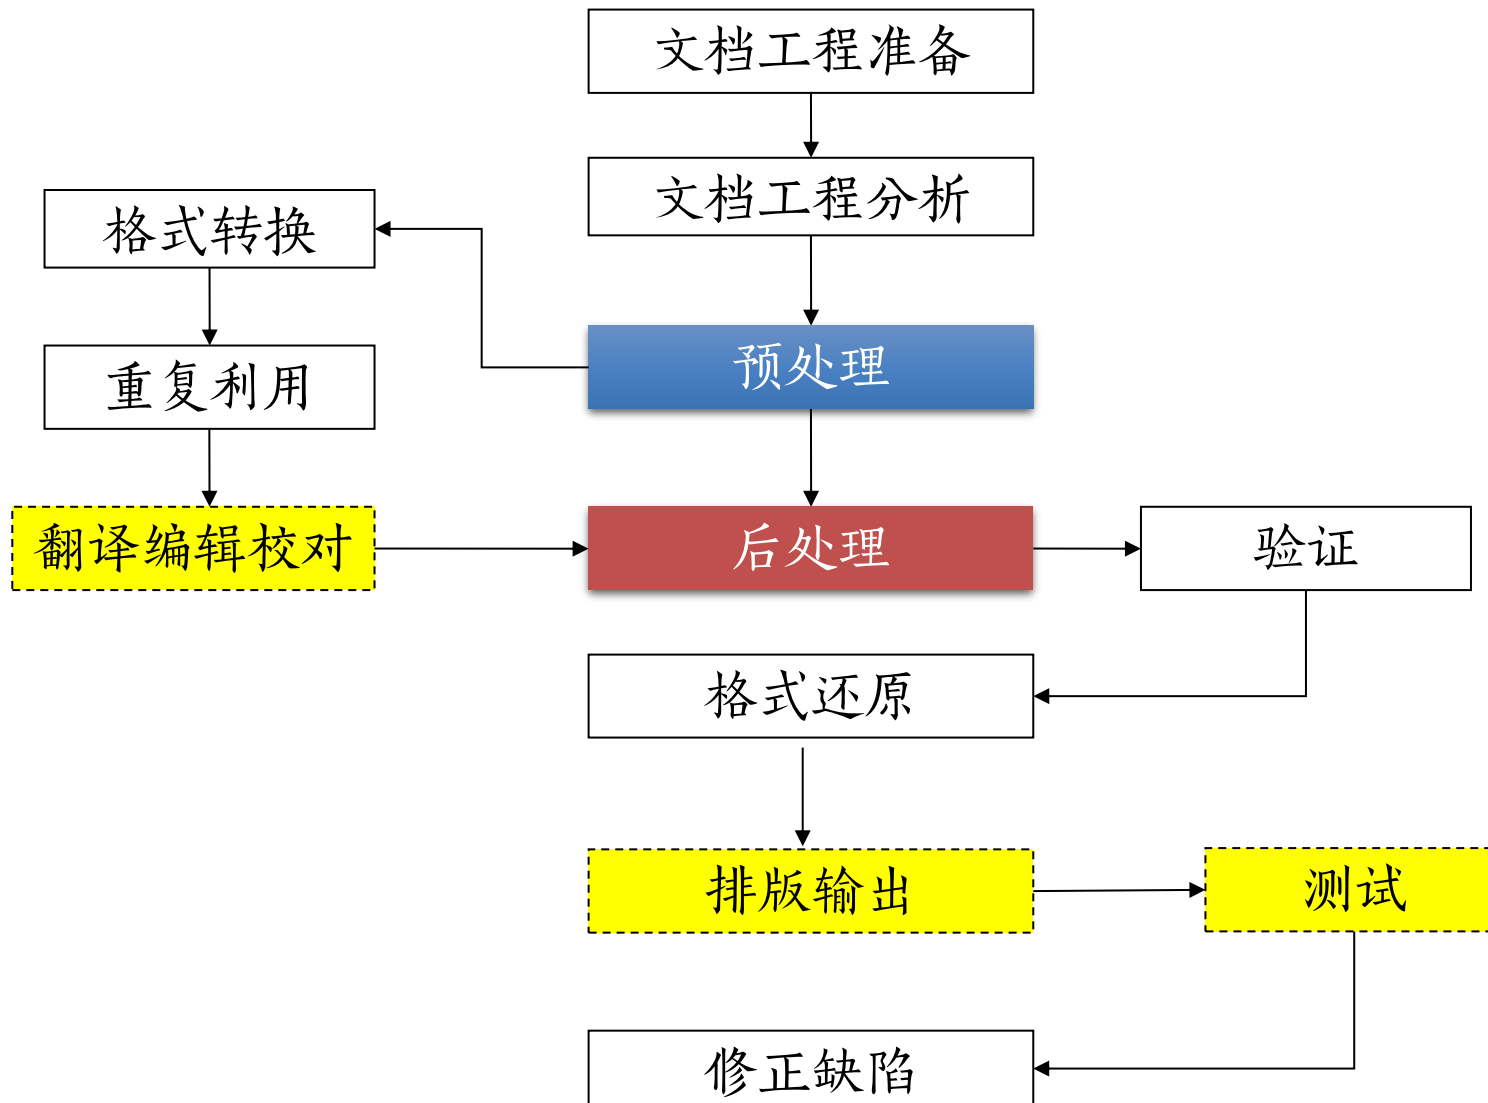 文档工程准备
文档工程分析
格式转换
预处理
重复利用
翻译编辑校对
后处理
验证
格式还原
排版输出
测试
修正缺陷